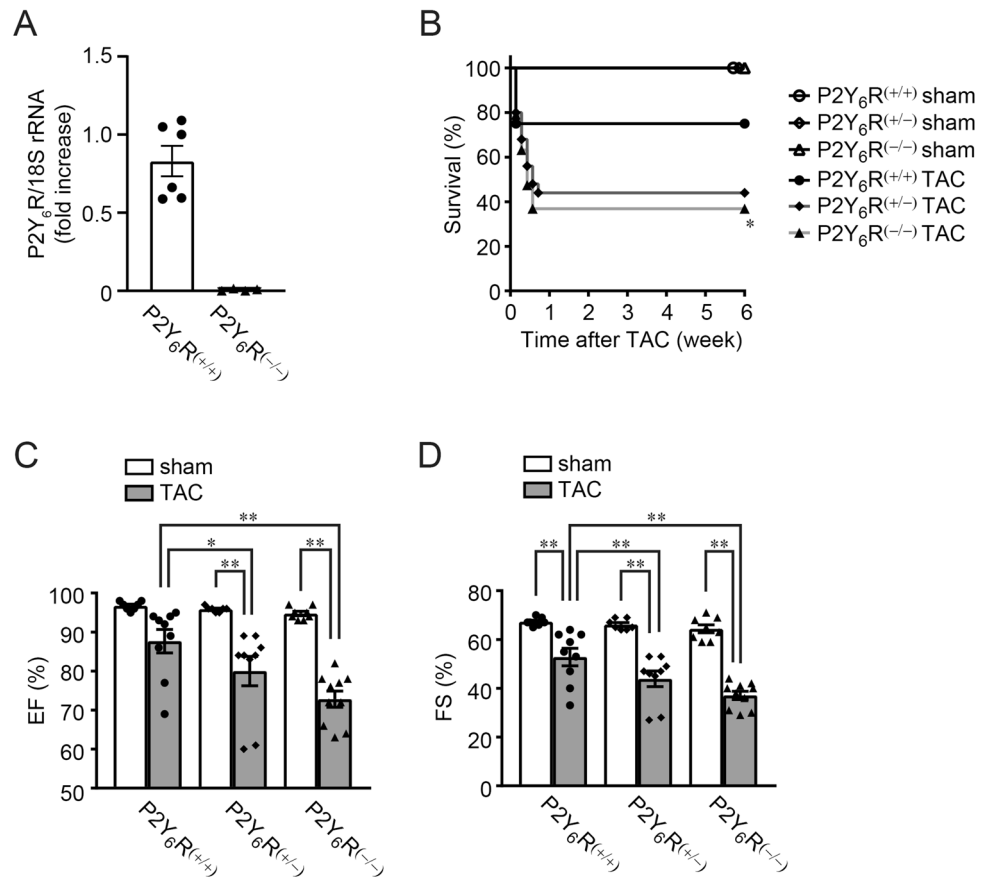 A
P2Y6R/18S rRNA
(fold increase)
1.5
1.0
0.5
0
P2Y6R(+/+)
P2Y6R(−/−)
B
Survival (%)
100
80
60
40
20
0
*
0 1 2 3 4 5 6
Time after TAC (week)
P2Y6R(+/+) sham
P2Y6R(+/−) sham
P2Y6R(−/−) sham
P2Y6R(+/+) TAC
P2Y6R(+/−) TAC
P2Y6R(−/−) TAC
C
sham
TAC
**
*
**
**
EF (%)
100
90
80
70
60
50
P2Y6R(+/+)
P2Y6R(+/−)
P2Y6R(−/−)
D
sham
TAC
**
**
**
**
**
FS (%)
80
60
40
20
0
P2Y6R(+/+)
P2Y6R(+/−)
P2Y6R(−/−)